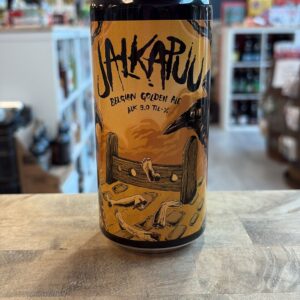 JALKAPUU
BELGIAN GOLDEN ALE
ALK 9.0 TIL-%